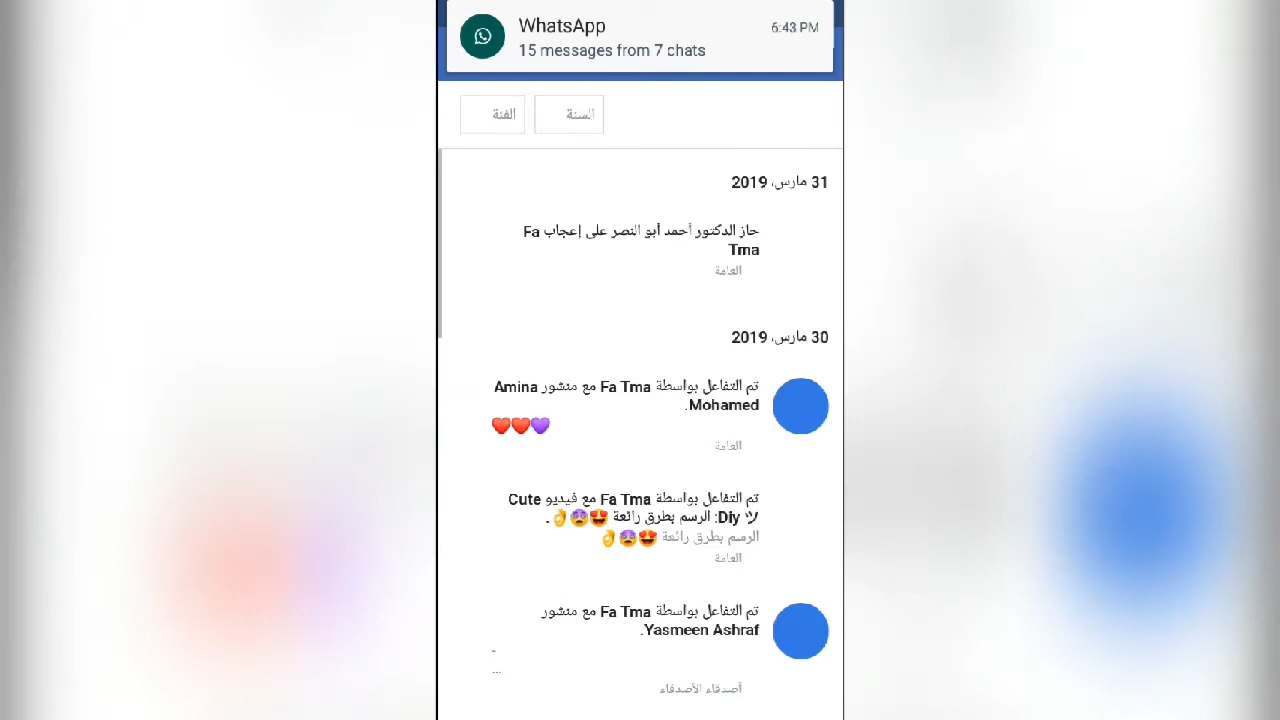 WhatsApp
6:43 PM
15 messages from 7 chats
السنة
الفئة
31 مارس، 2019
حاز الدكتور أحمد أبو النصر على إعجاب Fa
Tma
العامة
30 مارس، 2019
تم التفاعل بواسطة Fa Tma مع منشور Amina
Mohamed.
❤️❤️💜
العامة
تم التفاعل بواسطة Fa Tma مع فيديو Cute
Diy ツ: الرسم بطرق رائعة 🤩😨👌.
الرسم بطرق رائعة 🤩😨👌
العامة
تم التفاعل بواسطة Fa Tma مع منشور
Yasmeen Ashraf.
-
...
أصدقاء الأصدقاء